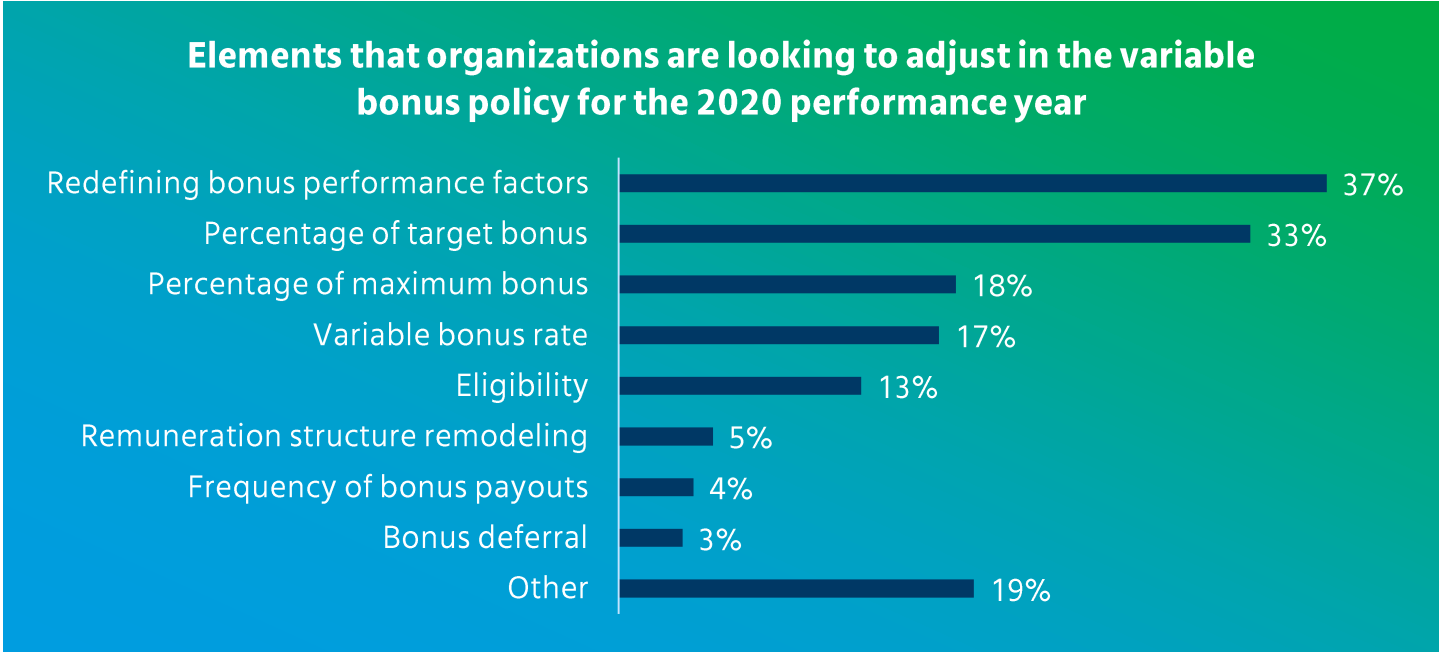 Elements that organizations are looking to adjust in the variable
bonus policy for the 2020 performance year
Redefining bonus performance factors 37%
Percentage of target bonus 33%
Percentage of maximum bonus 18%
Variable bonus rate 17%
Eligibility 13%
Remuneration structure remodeling 5%
Frequency of bonus payouts 4%
Bonus deferral 3%
Other 19%